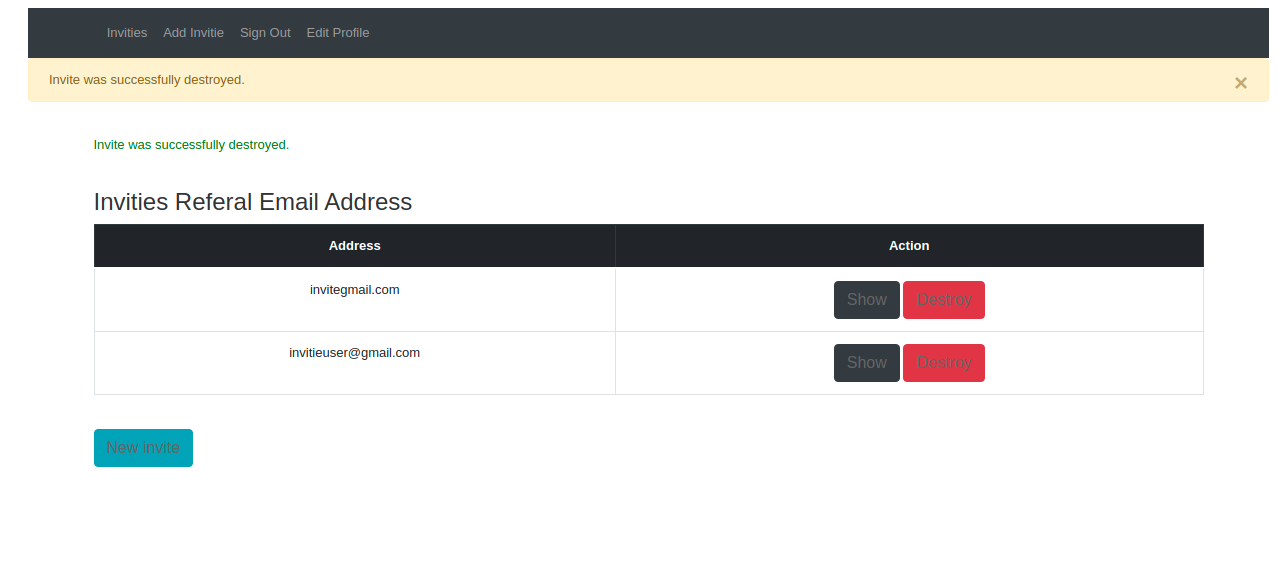 Invities Add Invitie Sign Out Edit Profile
Invite was successfully destroyed. ×
Invite was successfully destroyed.
Invities Referal Email Address
Address Action
invitegmail.com Show Destroy
invitieuser@gmail.com Show Destroy
New invite